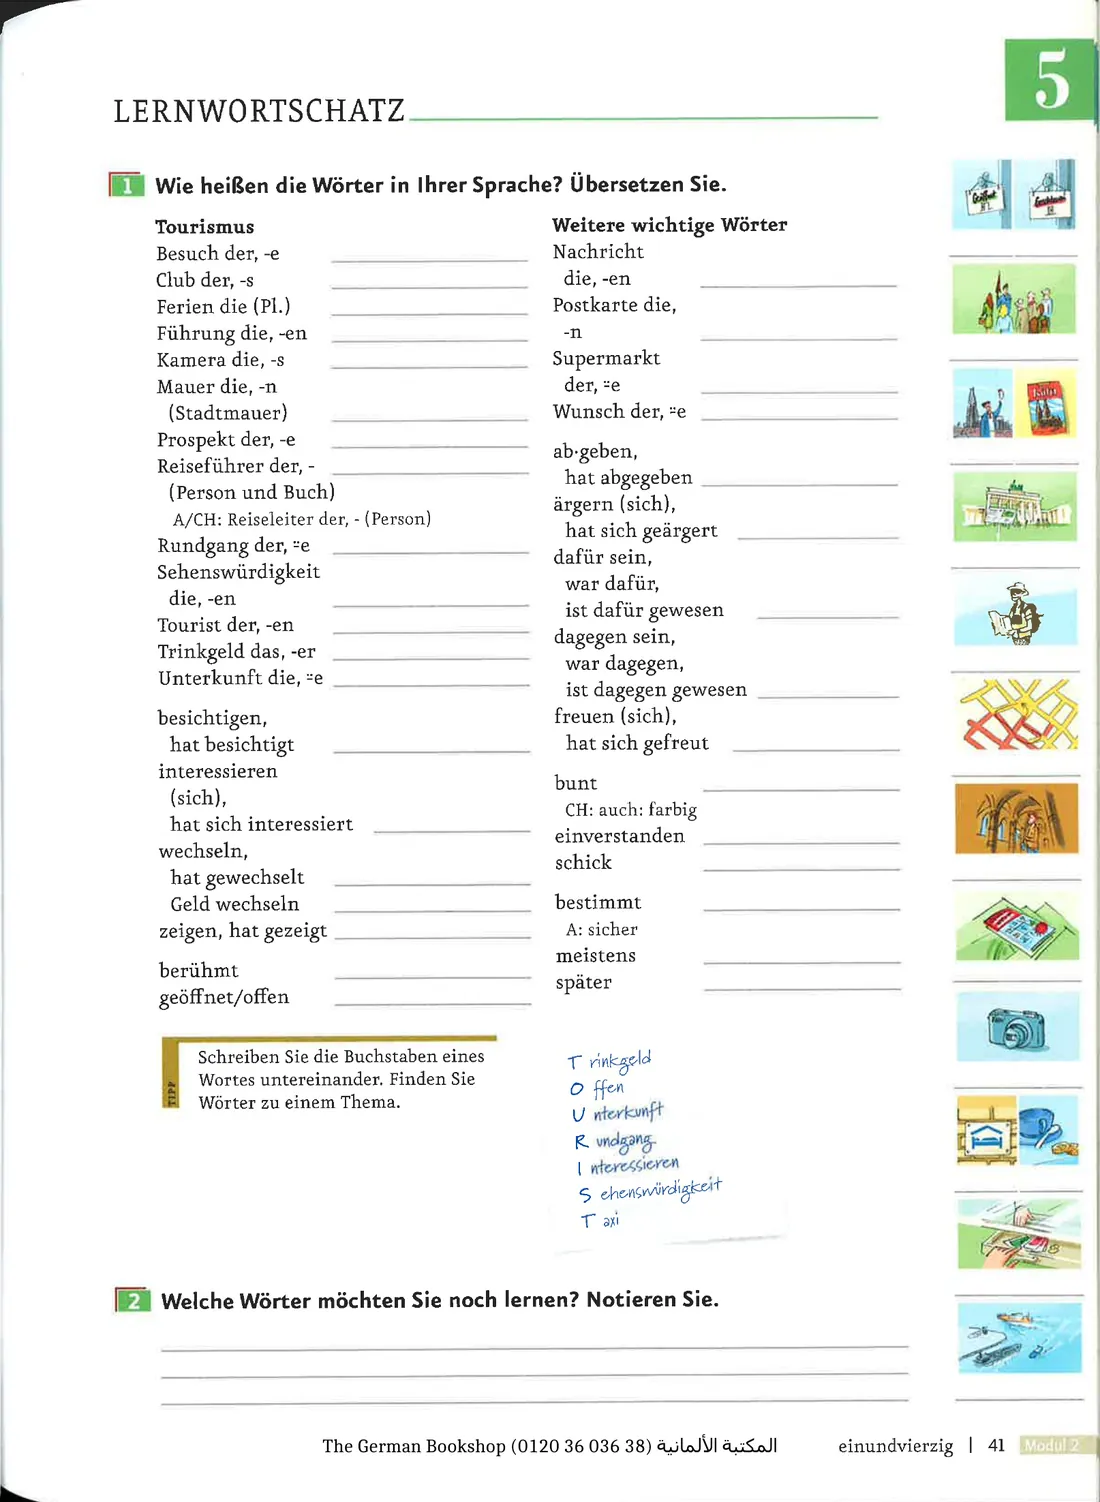 5
LERNWORTSCHATZ
1 Wie heißen die Wörter in Ihrer Sprache? Übersetzen Sie.
Tourismus
Besuch der, -e
Club der, -s
Ferien die (Pl.)
Führung die, -en
Kamera die, -s
Mauer die, -n
(Stadtmauer)
Prospekt der, -e
Reiseführer der, -
(Person und Buch)
A/CH: Reiseleiter der, - (Person)
Rundgang der, ⸚e
Sehenswürdigkeit
die, -en
Tourist der, -en
Trinkgeld das, -er
Unterkunft die, ⸚e
besichtigen,
hat besichtigt
interessieren
(sich),
hat sich interessiert
wechseln,
hat gewechselt
Geld wechseln
zeigen, hat gezeigt
berühmt
geöffnet/offen
Weitere wichtige Wörter
Nachricht
die, -en
Postkarte die,
-n
Supermarkt
der, ⸚e
Wunsch der, ⸚e
ab·geben,
hat abgegeben
ärgern (sich),
hat sich geärgert
dafür sein,
war dafür,
ist dafür gewesen
dagegen sein,
war dagegen,
ist dagegen gewesen
freuen (sich),
hat sich gefreut
bunt
CH: auch: farbig
einverstanden
schick
bestimmt
A: sicher
meistens
später
TIPP
Schreiben Sie die Buchstaben eines
Wortes untereinander. Finden Sie
Wörter zu einem Thema.
T rinkgeld
O ffen
U nterkunft
R undgang
I nteressieren
S ehenswürdigkeit
T axi
2 Welche Wörter möchten Sie noch lernen? Notieren Sie.
The German Bookshop (0120 36 036 38) المكتبة الألمانية
einundvierzig | 41 Modul 2